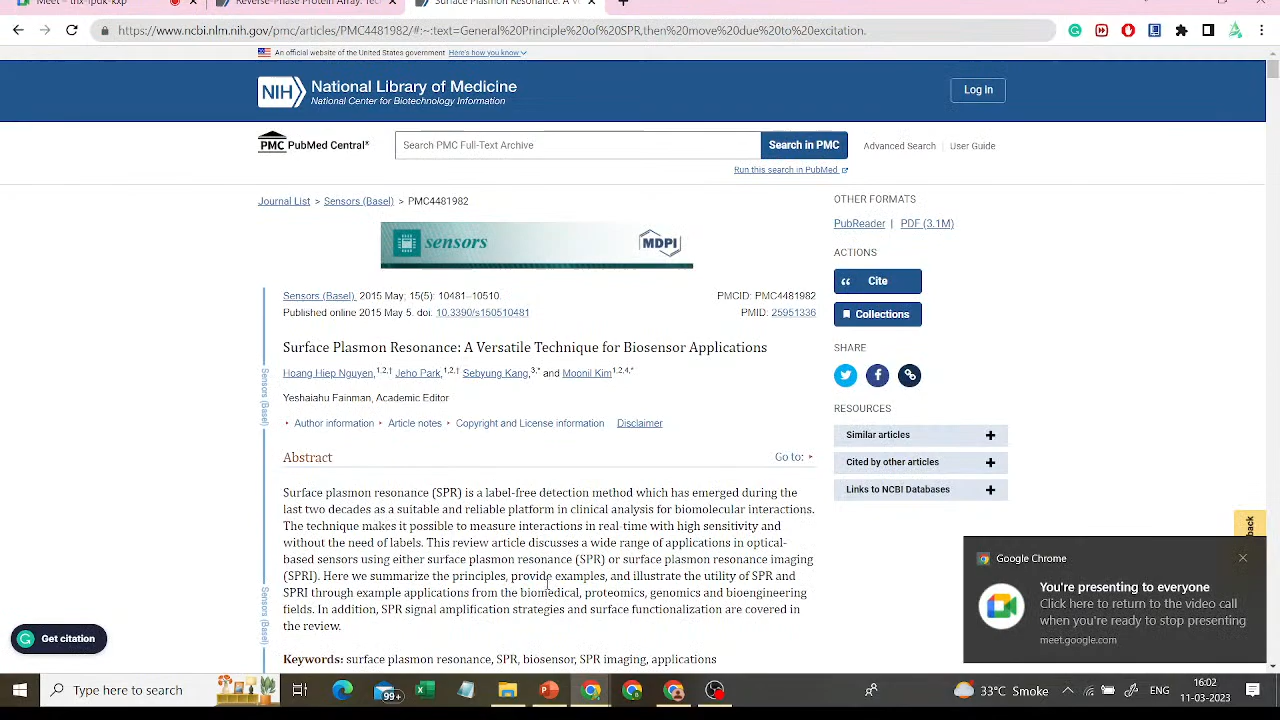 https://www.ncbi.nlm.nih.gov/pmc/articles/PMC4481982/#:~:text=General%20Principle%20of%20SPR,then move%20due%20to%20excitation.
An official website of the United States government Here's how you know
NIH National Library of Medicine
National Center for Biotechnology Information
Log in
PMC PubMed Central®
Search PMC Full-Text Archive
Search in PMC
Advanced Search | User Guide
Run this search in PubMed
Journal List > Sensors (Basel) > PMC4481982
OTHER FORMATS
PubReader | PDF (3.1M)
sensors MDPI
ACTIONS
Cite
Collections
Sensors (Basel). 2015 May; 15(5): 10481–10510. PMCID: PMC4481982
Published online 2015 May 5. doi: 10.3390/s150510481 PMID: 25951336
Surface Plasmon Resonance: A Versatile Technique for Biosensor Applications
SHARE
Hoang Hiep Nguyen,1,2,† Jeho Park,1,2,† Sebyung Kang,3,* and Moonil Kim1,2,4,*
Yeshaiahu Fainman, Academic Editor
RESOURCES
Author information Article notes Copyright and License information Disclaimer
Similar articles
Cited by other articles
Links to NCBI Databases
Abstract Go to:
Surface plasmon resonance (SPR) is a label-free detection method which has emerged during the
last two decades as a suitable and reliable platform in clinical analysis for biomolecular interactions.
The technique makes it possible to measure interactions in real-time with high sensitivity and
without the need of labels. This review article discusses a wide range of applications in optical-
based sensors using either surface plasmon resonance (SPR) or surface plasmon resonance imaging
(SPRI). Here we summarize the principles, provide examples, and illustrate the utility of SPR and
SPRI through example applications from the biomedical, proteomics, genomics and bioengineering
fields. In addition, SPR signal amplification strategies and surface functionalization are covered in
the review.
Keywords: surface plasmon resonance, SPR, biosensor, SPR imaging, applications
Sensors (Basel)
Sensors (Basel)
back
Google Chrome
You're presenting to everyone
Click here to return to the video call
when you're ready to stop presenting
meet.google.com
Get citation
Type here to search
99+
33°C Smoke
ENG
16:02
11-03-2023